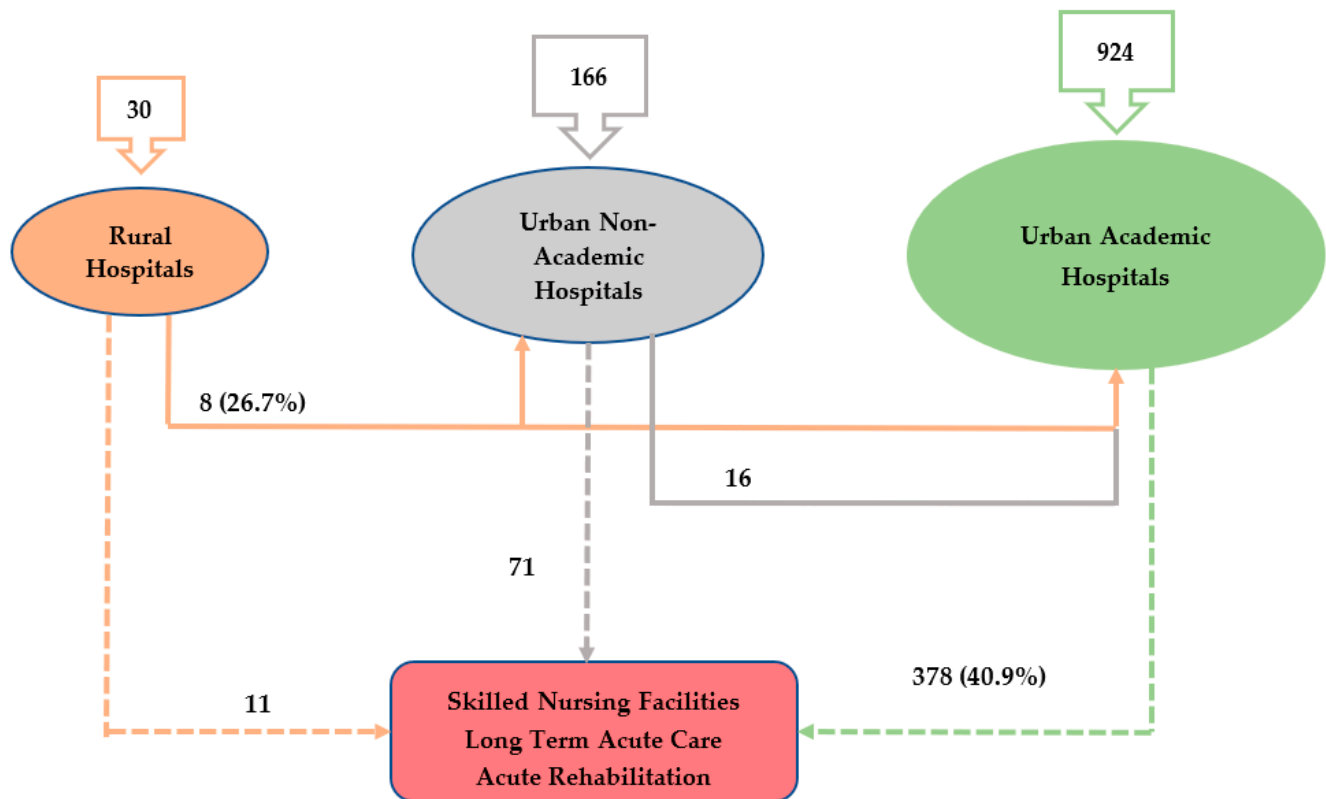 30
166
924
Rural
Hospitals
Urban Non-
Academic
Hospitals
Urban Academic
Hospitals
8 (26.7%)
16
71
11
378 (40.9%)
Skilled Nursing Facilities
Long Term Acute Care
Acute Rehabilitation